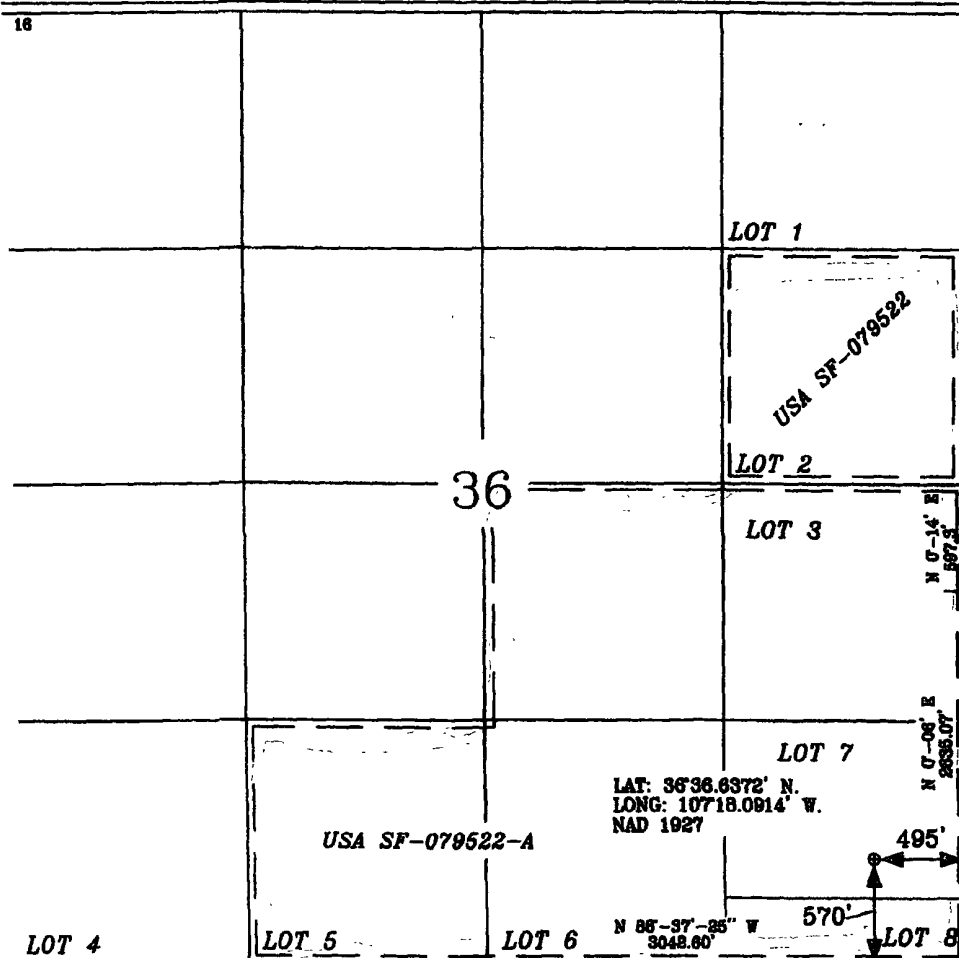 16
LOT 1
USA SF-079522
LOT 2
36
LOT 3
N 0°-14' E
597.3'
N 0°-06' E
2635.07'
LOT 7
LAT: 36°36.6372' N.
LONG: 107°18.0914' W.
NAD 1927
USA SF-079522-A
495'
570'
N 86°-37'-25" W
3048.60'
LOT 4
LOT 5
LOT 6
LOT 8